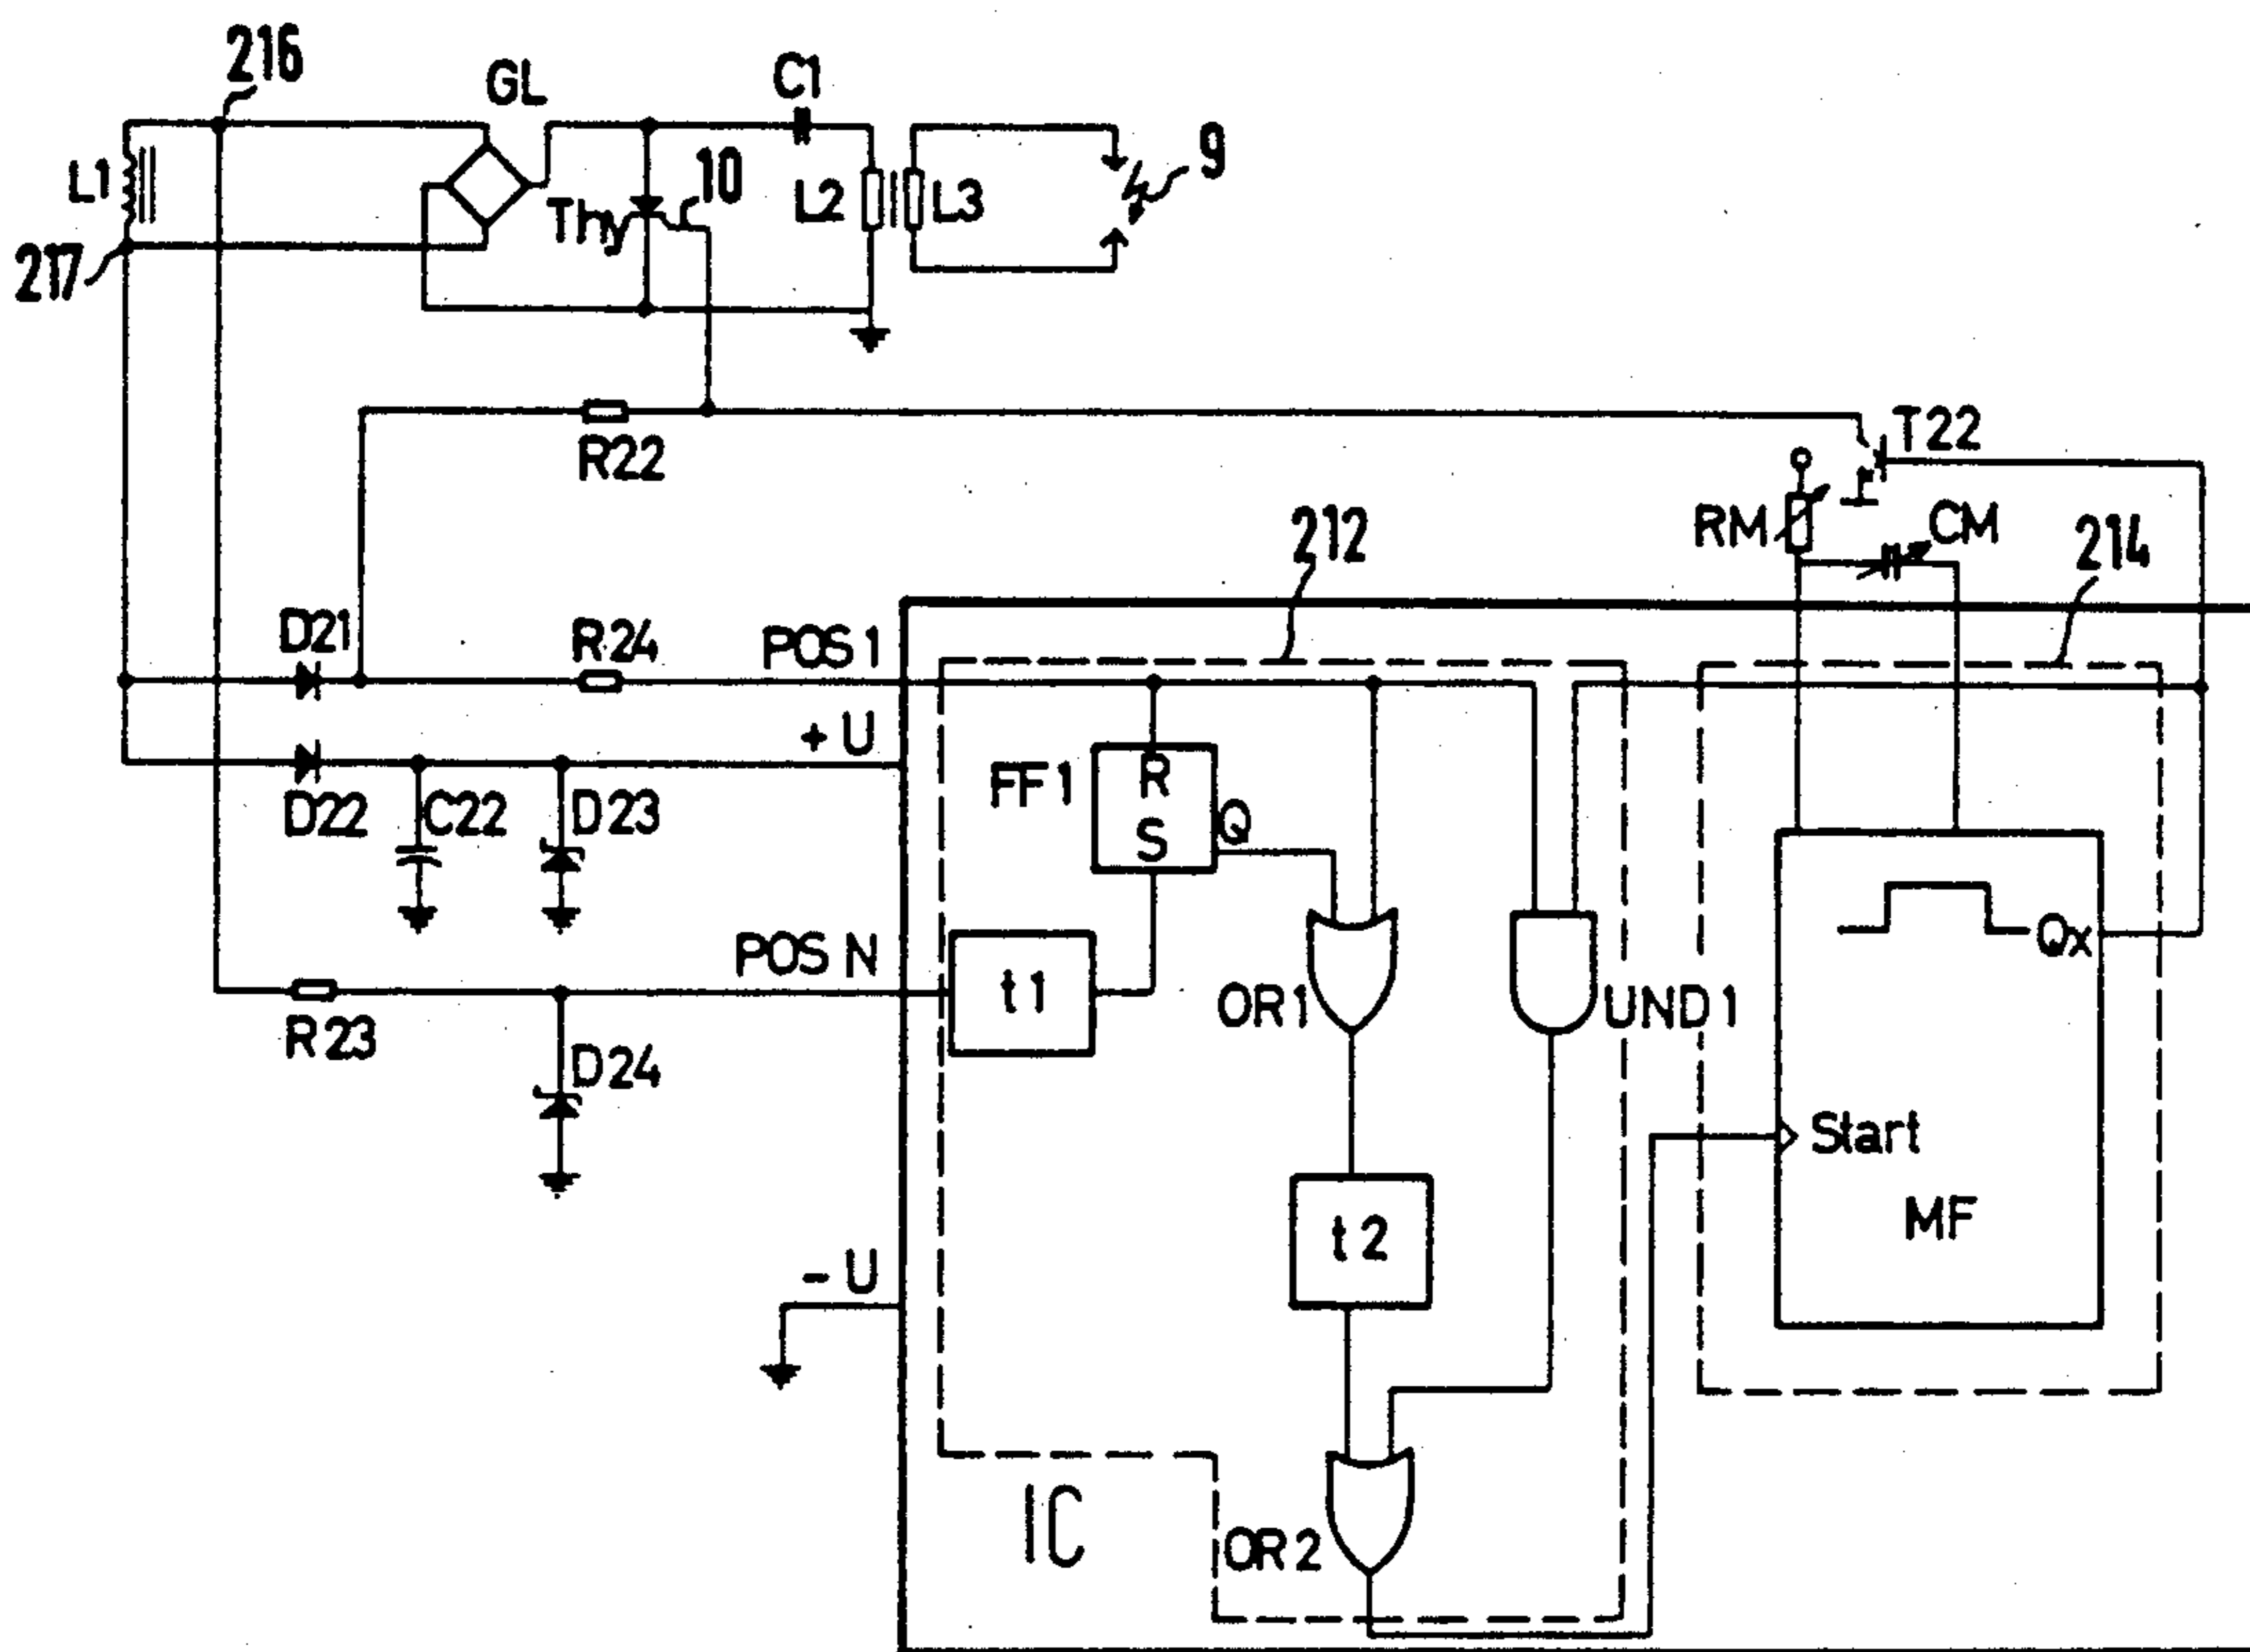 216
GL
C1
L1
10
Thy
L2
L3
9
217
R22
T22
RM
CM
212
214
D21
R24
POS 1
+ U
FF1
R
S
Q
D22
C22
D23
POS N
t1
OR1
UND1
Qx
R23
D24
Start
MF
t2
- U
IC
OR2